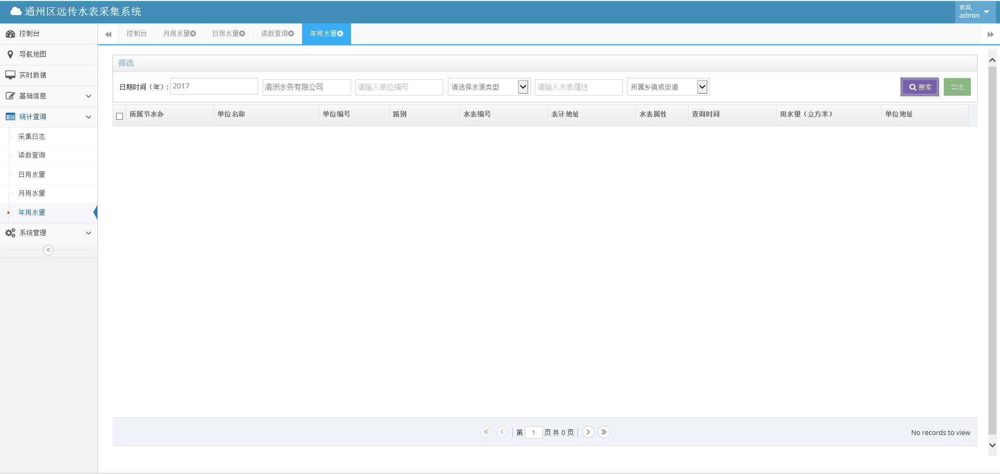 通州区远传水表采集系统
欢迎,
admin
控制台
导航地图
实时数据
基础信息
统计查询
采集日志
读数查询
日用水量
月用水量
年用水量
系统管理
控制台 月用水量 日用水量 读数查询 年用水量
筛选
日期时间（年）: 2017 潞洲水务有限公司 请输入单位编号 请选择水源类型 请输入水表属性 所属乡镇或街道 搜索 导出
所属节水办 单位名称 单位编号 路别 水表编号 表计地址 水表属性 查询时间 用水量（立方米） 单位地址
第 1 页 共 0 页
No records to view